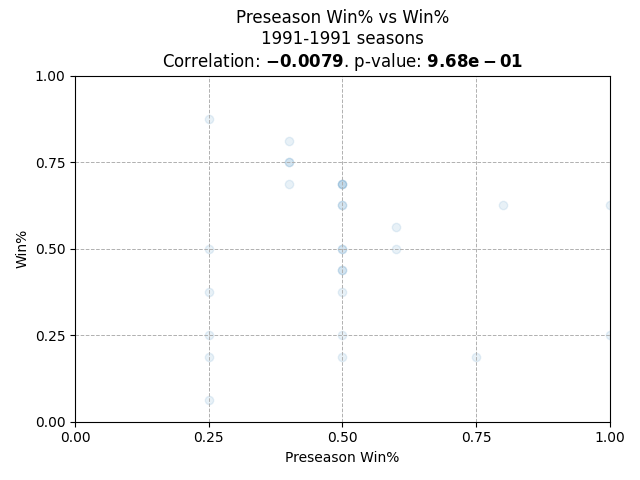 Preseason Win% vs Win%
1991-1991 seasons
Correlation: −0.0079. p-value: 9.68e − 01
1.00
0.75
0.50
0.25
0.00
Win%
0.00 0.25 0.50 0.75 1.00
Preseason Win%